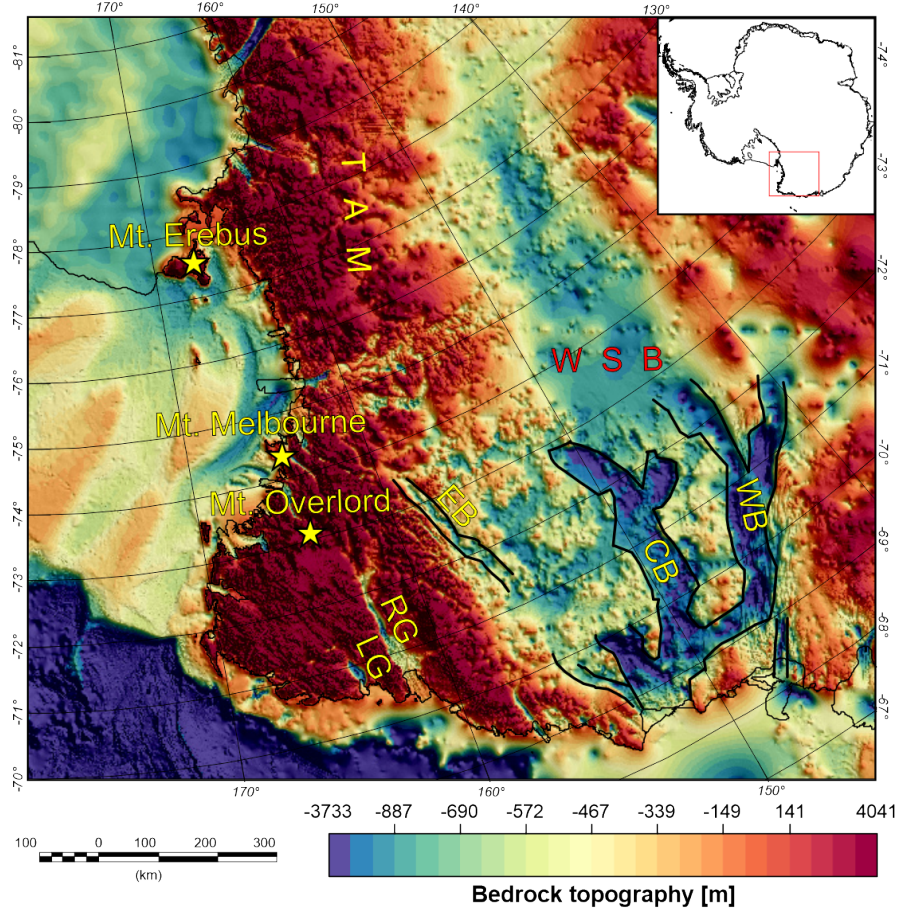 170°
160°
150°
140°
130°
-81°
-80°
-79°
-78°
-77°
-76°
-75°
-74°
-73°
-72°
-71°
-70°
-74°
-73°
-72°
-71°
-70°
-69°
-68°
-67°
T A M
Mt. Erebus
W S B
Mt. Melbourne
Mt. Overlord
EB
WB
CB
RG
LG
170°
160°
150°
-3733 -887 -690 -572 -467 -339 -149 141 4041
100 0 100 200 300
(km)
Bedrock topography [m]